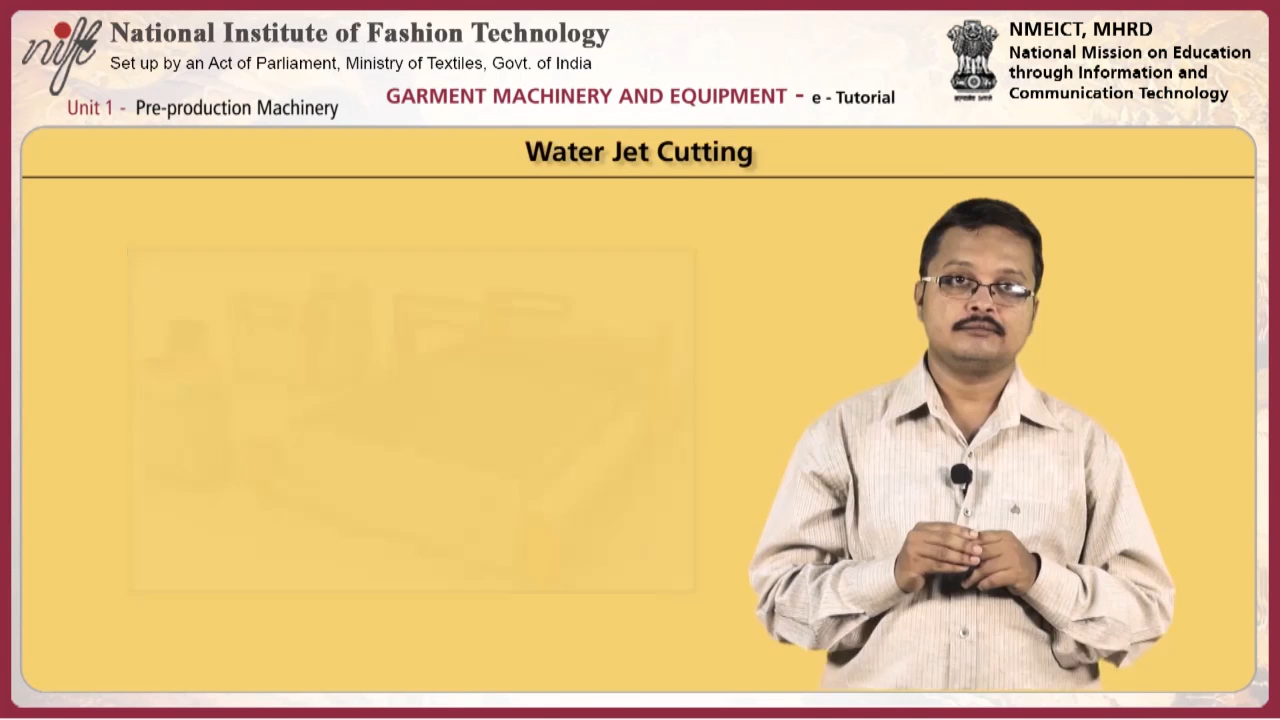 nift
National Institute of Fashion Technology
Set up by an Act of Parliament, Ministry of Textiles, Govt. of India
Unit 1 - Pre-production Machinery
GARMENT MACHINERY AND EQUIPMENT - e - Tutorial
NMEICT, MHRD
National Mission on Education
through Information and
Communication Technology
Water Jet Cutting